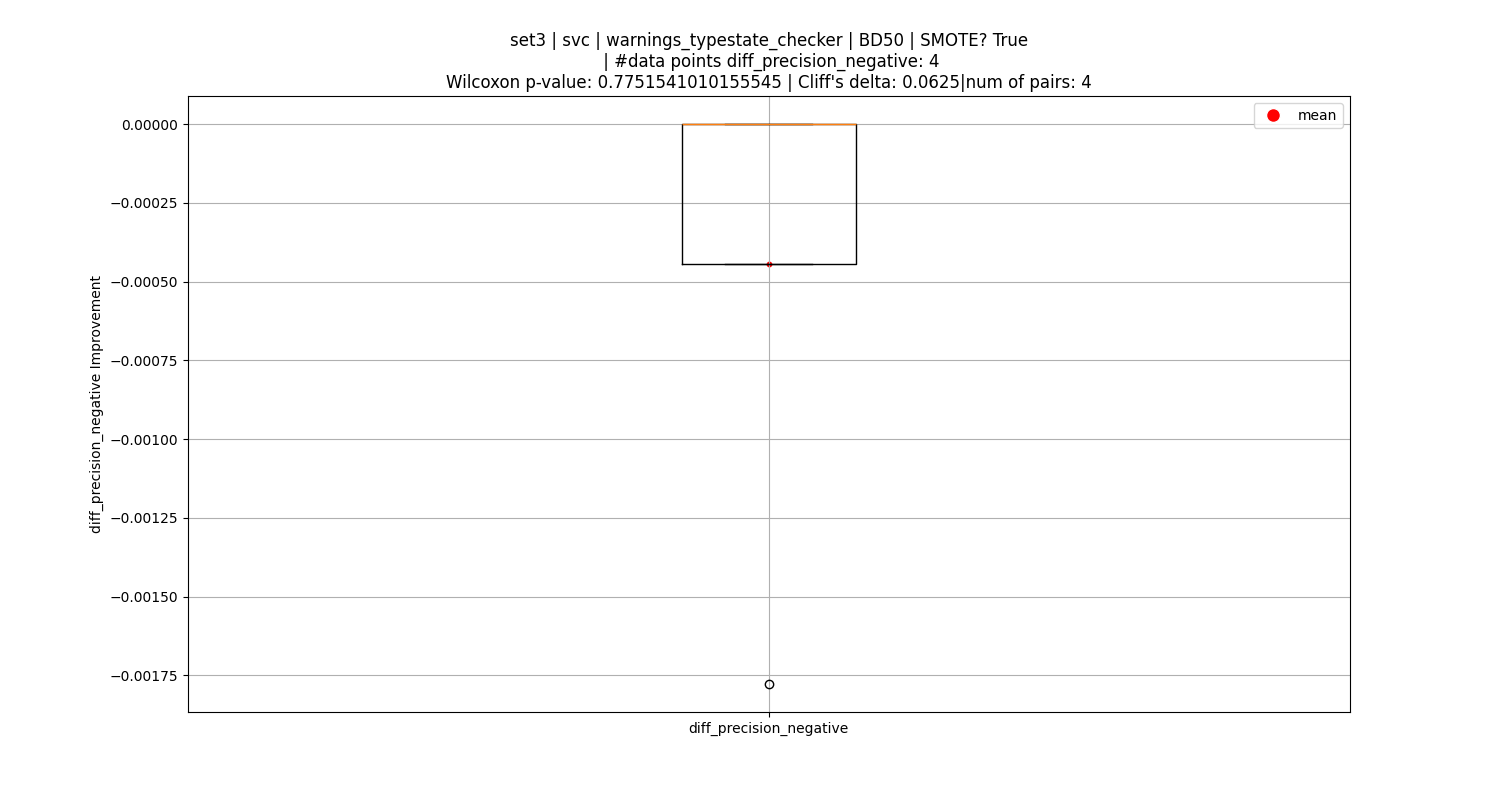 set3 | svc | warnings_typestate_checker | BD50 | SMOTE? True
| #data points diff_precision_negative: 4
Wilcoxon p-value: 0.7751541010155545 | Cliff's delta: 0.0625|num of pairs: 4
mean
0.00000
−0.00025
−0.00050
−0.00075
−0.00100
−0.00125
−0.00150
−0.00175
diff_precision_negative Improvement
diff_precision_negative